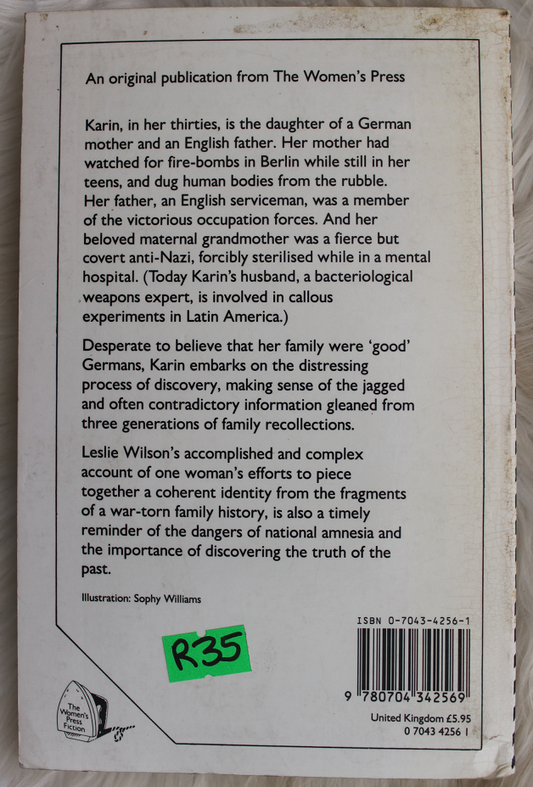 An original publication from The Women's Press
Karin, in her thirties, is the daughter of a German
mother and an English father. Her mother had
watched for fire-bombs in Berlin while still in her
teens, and dug human bodies from the rubble.
Her father, an English serviceman, was a member
of the victorious occupation forces. And her
beloved maternal grandmother was a fierce but
covert anti-Nazi, forcibly sterilised while in a mental
hospital. (Today Karin's husband, a bacteriological
weapons expert, is involved in callous
experiments in Latin America.)
Desperate to believe that her family were 'good'
Germans, Karin embarks on the distressing
process of discovery, making sense of the jagged
and often contradictory information gleaned from
three generations of family recollections.
Leslie Wilson's accomplished and complex
account of one woman's efforts to piece
together a coherent identity from the fragments
of a war-torn family history, is also a timely
reminder of the dangers of national amnesia and
the importance of discovering the truth of the
past.
Illustration: Sophy Williams
R35
ISBN 0-7043-4256-1
9 780704 342569
United Kingdom £5.95
0 7043 4256 1
The
Women's
Press
Fiction